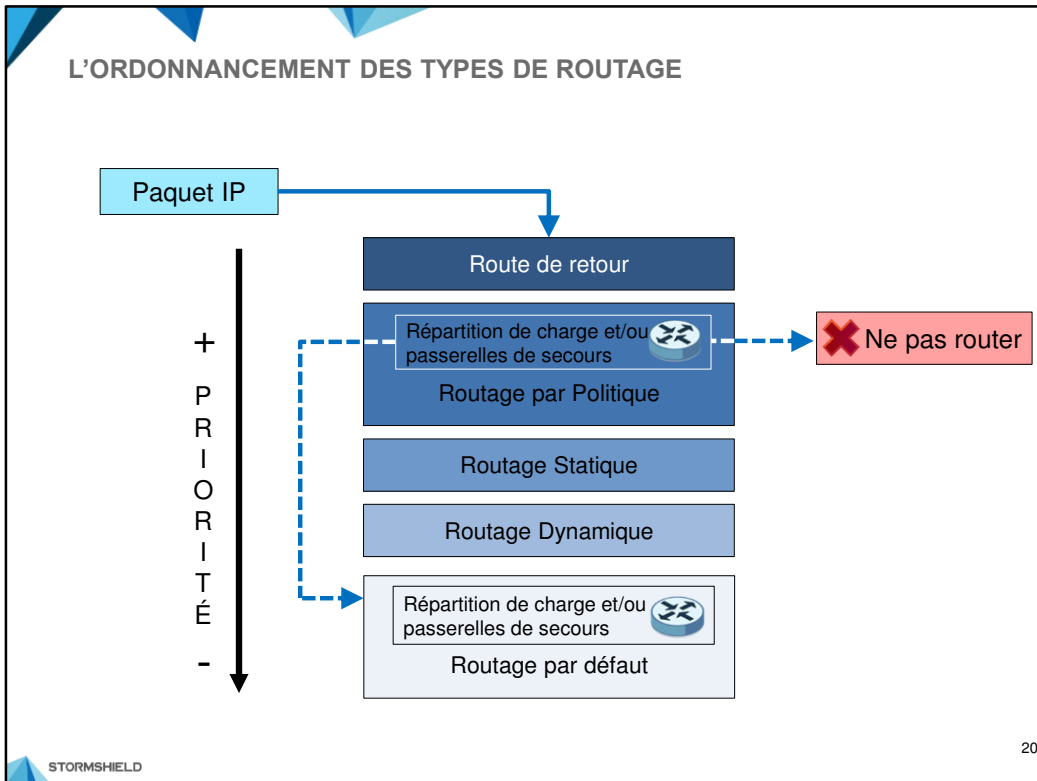 L'ORDONNANCEMENT DES TYPES DE ROUTAGE
Paquet IP
Route de retour
Répartition de charge et/ou
passerelles de secours
Routage par Politique
Ne pas router
Routage Statique
Routage Dynamique
Répartition de charge et/ou
passerelles de secours
Routage par défaut
+
P
R
I
O
R
I
T
É
-
STORMSHIELD
20